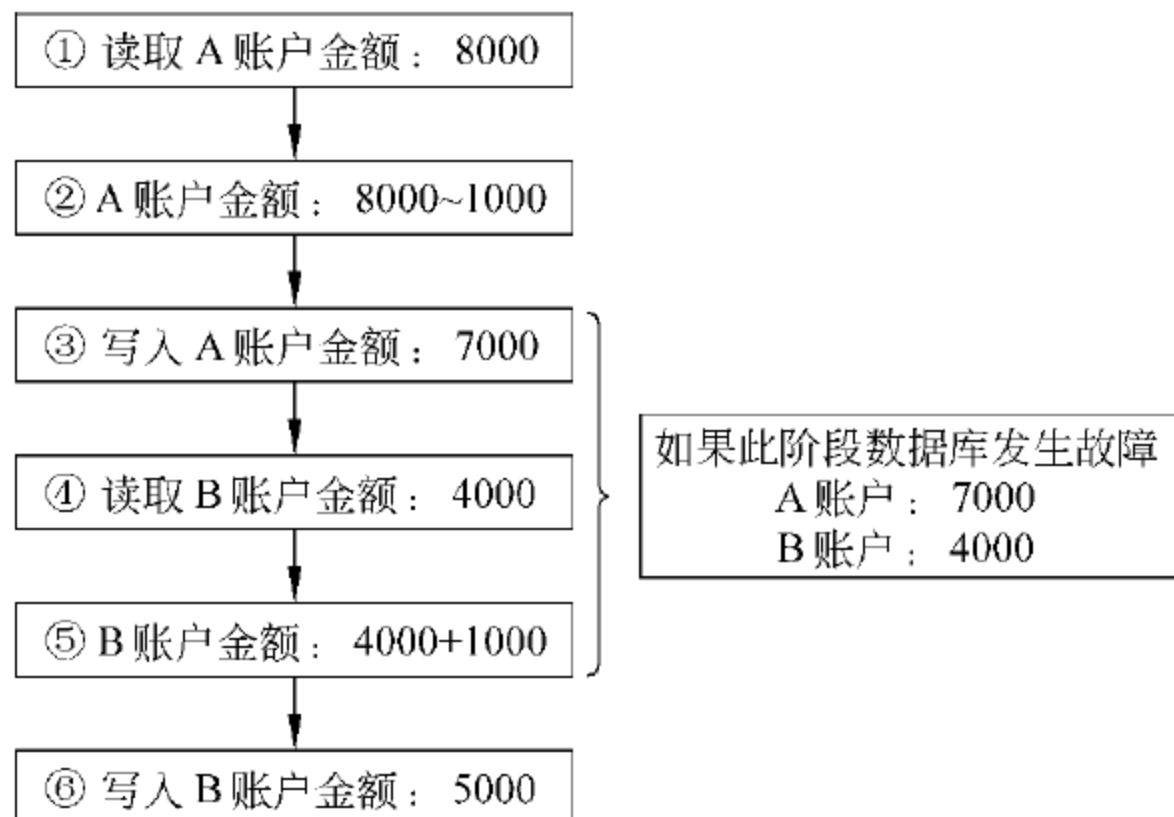 ① 读取 A 账户金额： 8000
② A 账户金额： 8000~1000
③ 写入 A 账户金额： 7000
④ 读取 B 账户金额： 4000
⑤ B 账户金额： 4000+1000
⑥ 写入 B 账户金额： 5000
如果此阶段数据库发生故障
A 账户： 7000
B 账户： 4000